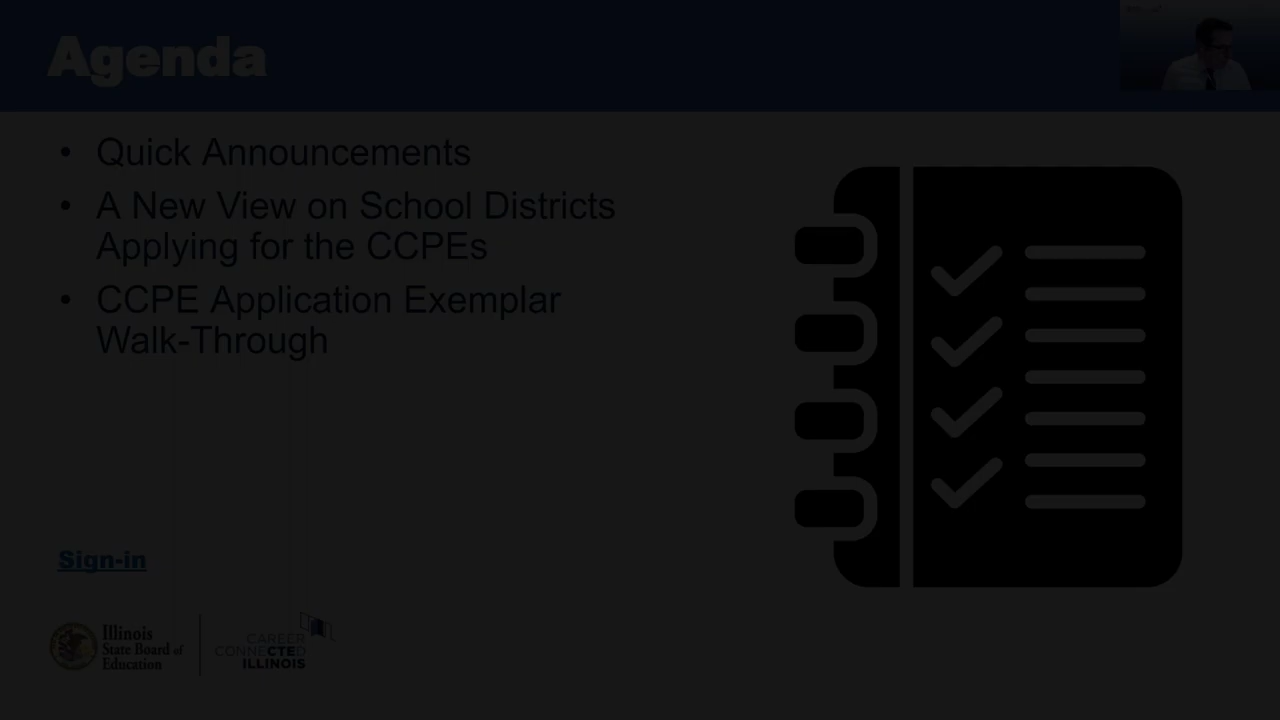 Agenda
• Quick Announcements
• A New View on School Districts
Applying for the CCPEs
• CCPE Application Exemplar
Walk-Through
Sign-in
Illinois
State Board of
Education
CAREER
CONNECTED
ILLINOIS